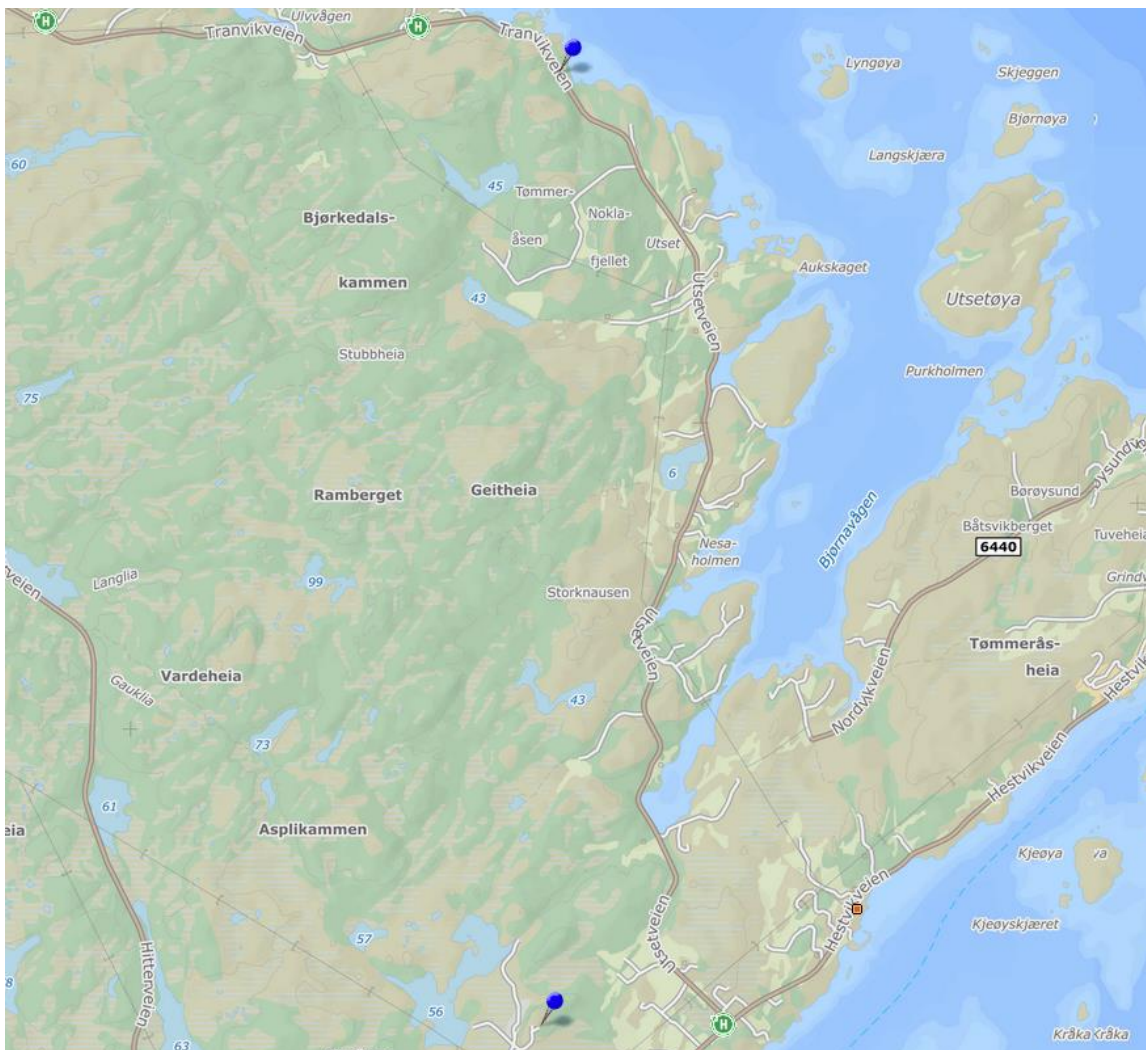 H
Ulvvågen
H
Tranvikveien
Tranvikveien
Lyngøya
Skjeggen
Bjørnøya
Langskjæra
60
45
Tømmer-
åsen
Nokla-
fjellet
Bjørkedals-
kammen
Utset
Aukskaget
Utsetøya
43
Utsetveien
Stubbheia
Purkholmen
75
6
Ramberget
Geitheia
Børøysund
Båtsvikberget
6440
Tuveheia
Bjørnavågen
Nesa-
holmen
99
Langlia
Storknausen
Utsetveien
Tømmerås-
heia
Vardeheia
Gauklia
43
Nordvikveien
73
Hestvikveien
61
Asplikammen
Kjeøya
Hestvikveien
Kjeøyskjæret
57
Utsetveien
Hitterveien
56
H
63
Kråka
Kråka